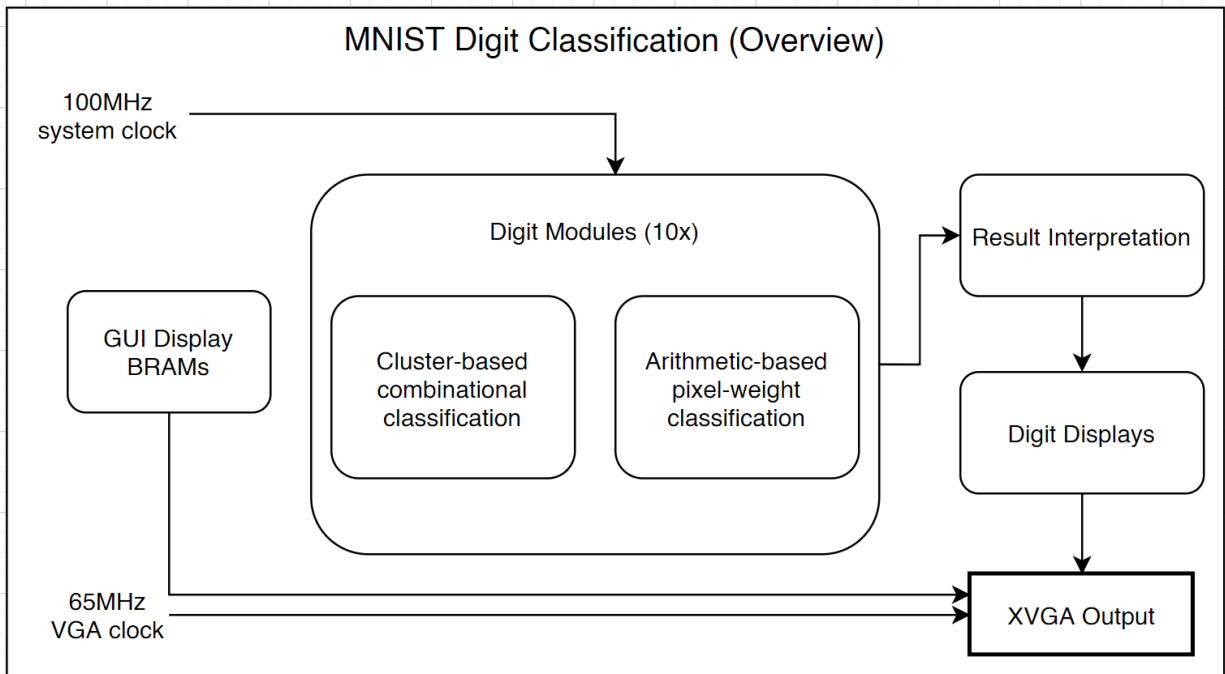 MNIST Digit Classification (Overview)
100MHz
system clock
Digit Modules (10x)
Result Interpretation
GUI Display
BRAMs
Cluster-based
combinational
classification
Arithmetic-based
pixel-weight
classification
Digit Displays
65MHz
VGA clock
XVGA Output